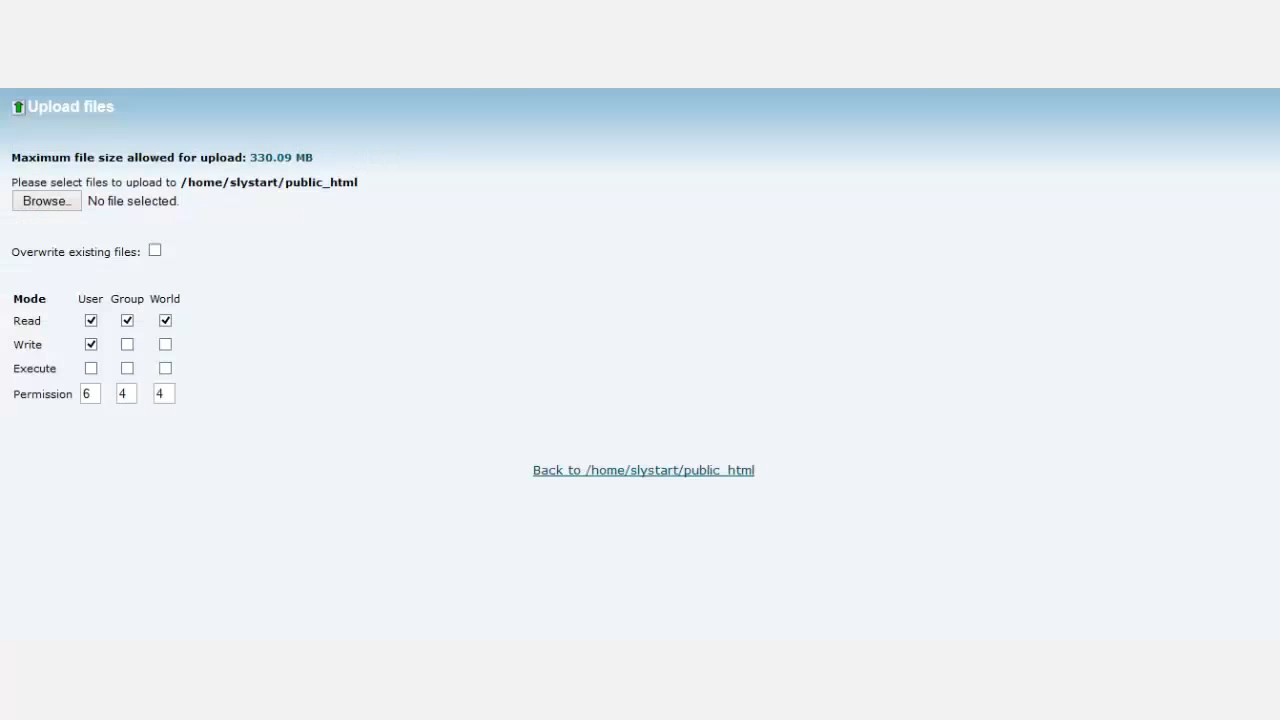 Upload files
Maximum file size allowed for upload: 330.09 MB
Please select files to upload to /home/slystart/public_html
Browse.. No file selected.
Overwrite existing files:
Mode User Group World
Read
Write
Execute
Permission 6 4 4
Back to /home/slystart/public_html